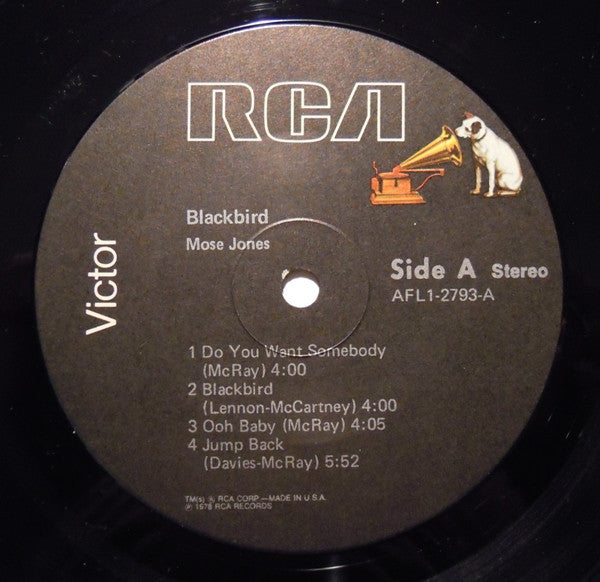 RCA
Victor
Blackbird
Mose Jones
Side A Stereo
AFL1-2793-A
1 Do You Want Somebody
(McRay) 4:00
2 Blackbird
(Lennon-McCartney) 4:00
3 Ooh Baby (McRay) 4:05
4 Jump Back
(Davies-McRay) 5:52
TM(s) ® RCA CORP—MADE IN U.S.A.
℗ 1978 RCA RECORDS